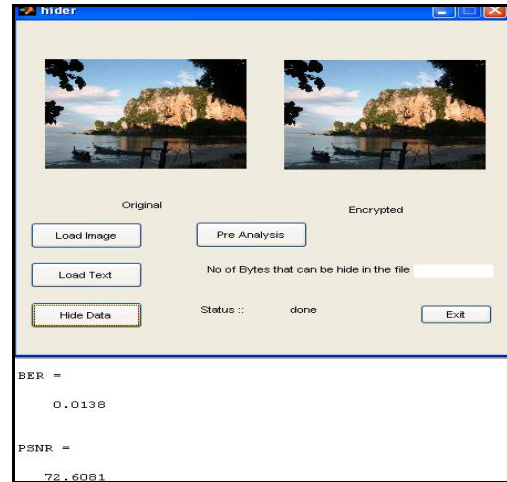 hider
Original
Encrypted
Load Image
Pre Analysis
Load Text
No of Bytes that can be hide in the file
Hide Data
Status ::
done
Exit
BER =
0.0138
PSNR =
72.6081